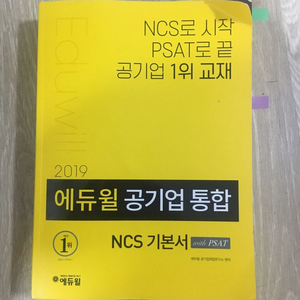 Eduwill
NCS로 시작
PSAT로 끝
공기업 1위 교재
2019
에듀윌 공기업 통합
NCS 기본서 with PSAT
1위
에듀윌